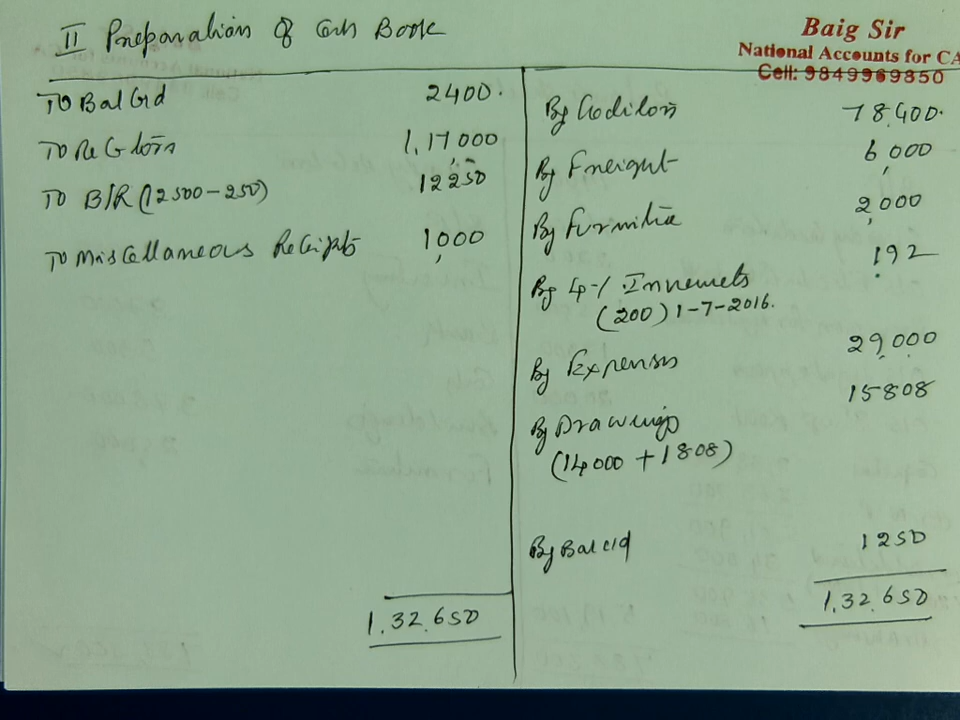 II Preparation of Cash Book
Baig Sir
National Accounts for CA
Cell: 9849969850
To Bal b/d 2400.
To Debtors 1,17000
To B/R (12500-250) 12250
To Miscellaneous Receipts 1,000
1,32,650
By Creditors 78,400.
By Freight 6,000
By Furniture 2,000
By 4-/. Investments 192
(200) 1-7-2016.
By Expenses 29,000
By Drawings 15808
(14000 + 1808)
By Bal c/d 1250
1,32,650